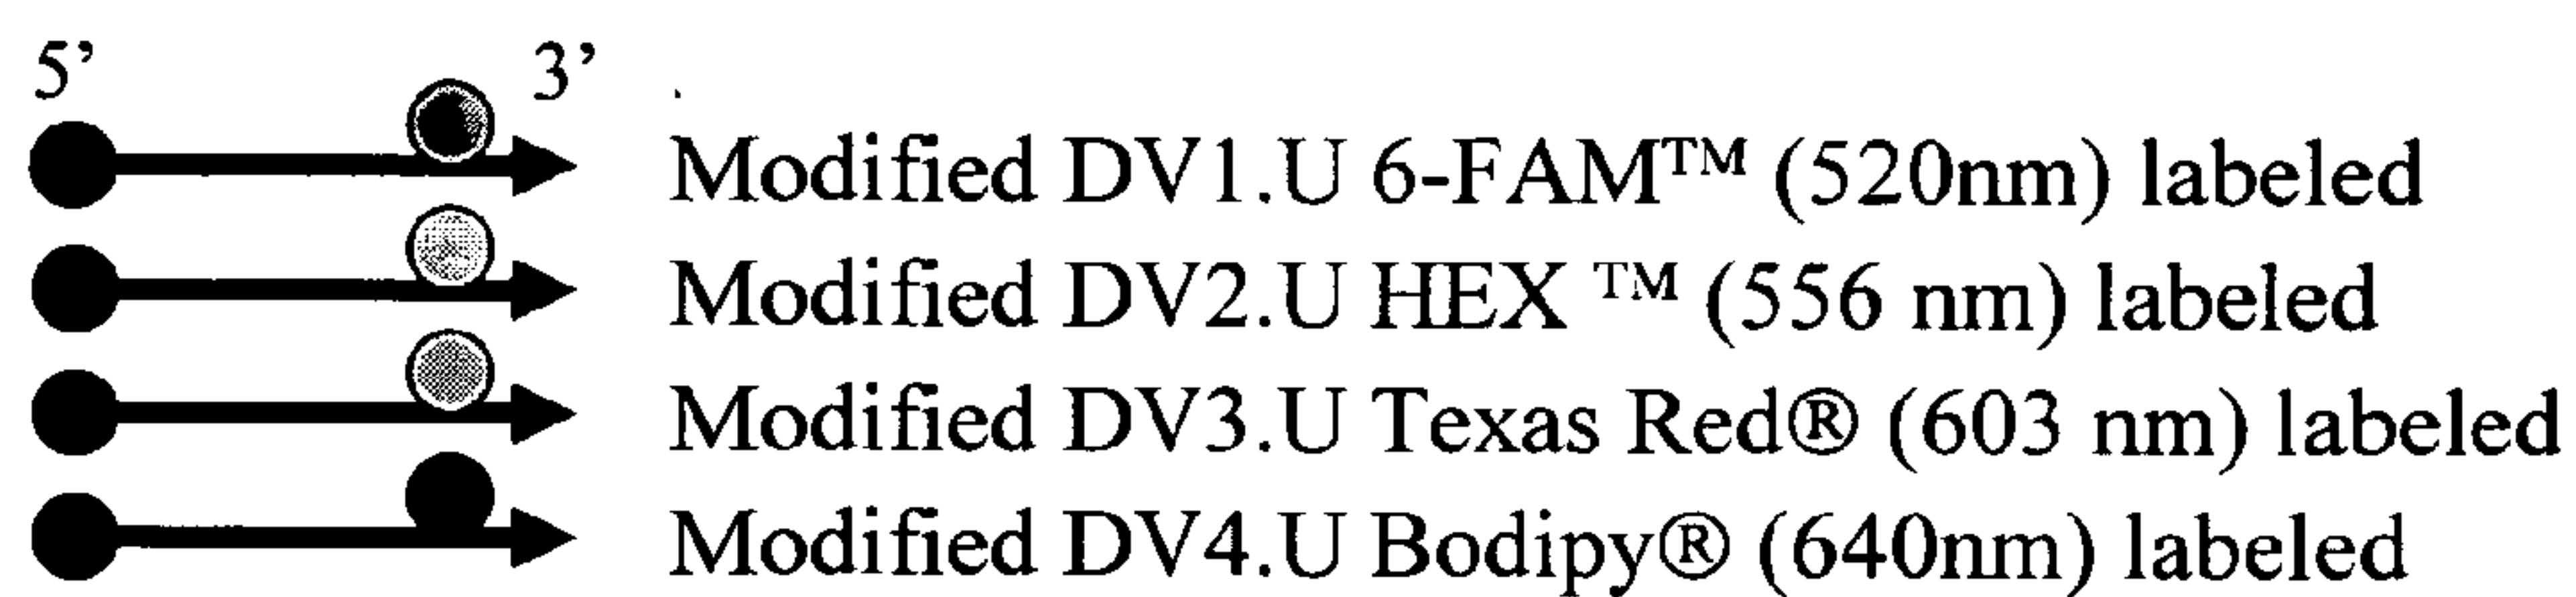 5’ 3’
Modified DV1.U 6-FAM™ (520nm) labeled
Modified DV2.U HEX ™ (556 nm) labeled
Modified DV3.U Texas Red® (603 nm) labeled
Modified DV4.U Bodipy® (640nm) labeled